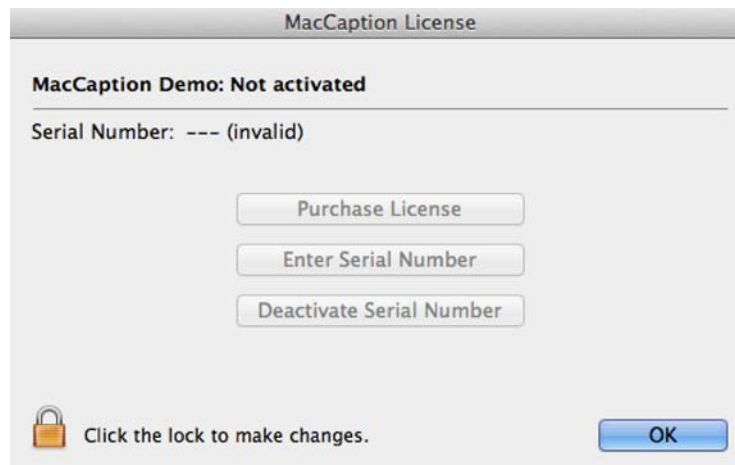 MacCaption License
MacCaption Demo: Not activated
Serial Number: --- (invalid)
Purchase License
Enter Serial Number
Deactivate Serial Number
Click the lock to make changes.
OK